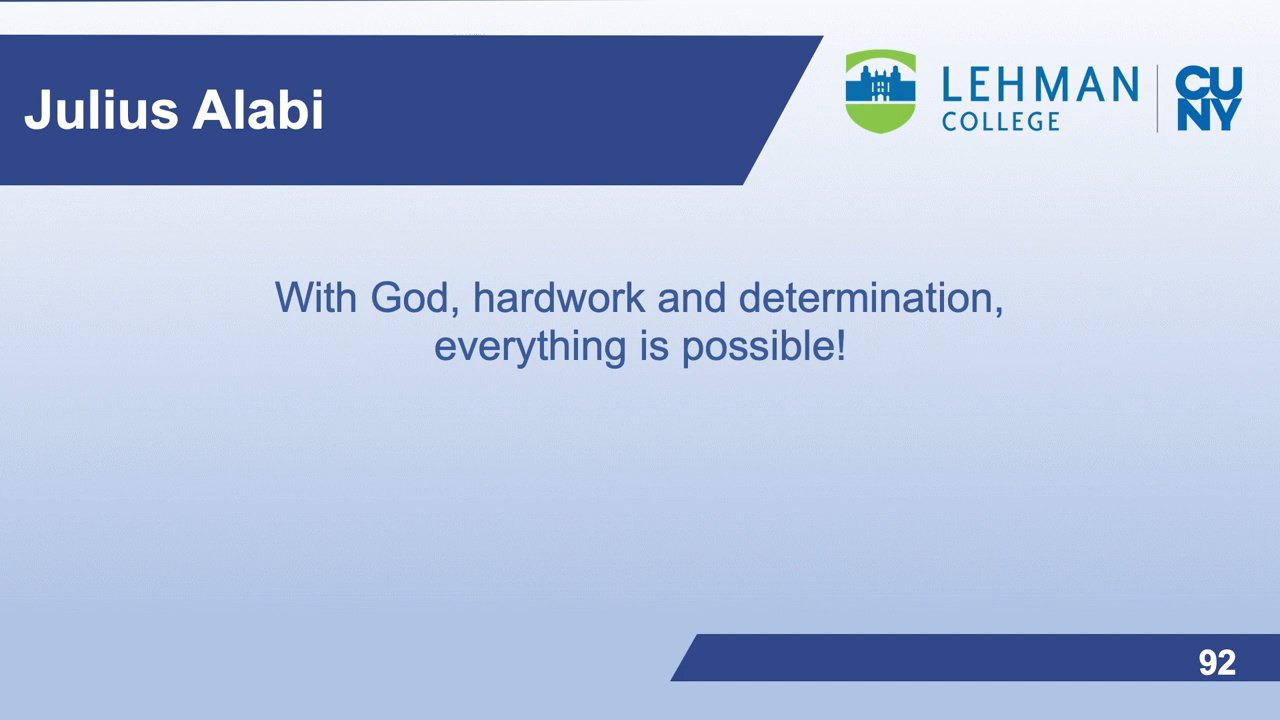 Julius Alabi
LEHMAN
COLLEGE
CU
NY
With God, hardwork and determination,
everything is possible!
92